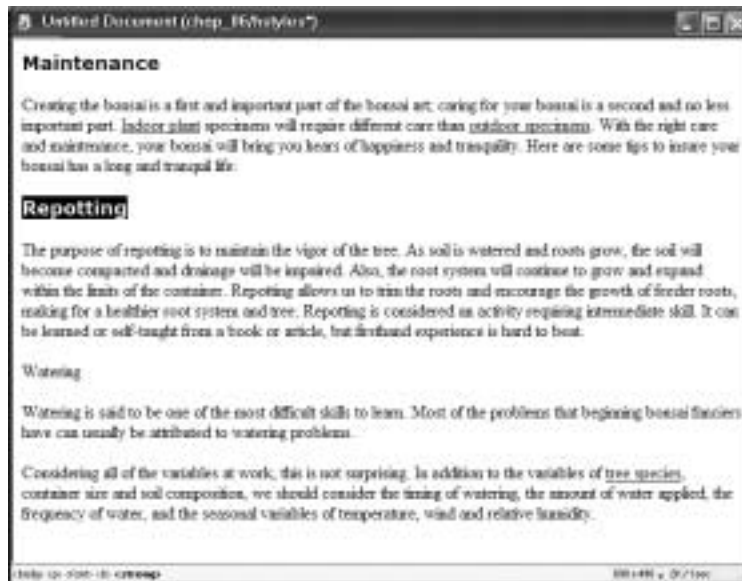 Untitled Document (chap_06/hstyles*)
Maintenance
Creating the bonsai is a first and important part of the bonsai art; caring for your bonsai is a second and no less
important part. Indoor plant specimens will require different care than outdoor specimens. With the right care
and maintenance, your bonsai will bring you hears of happiness and tranquility. Here are some tips to insure your
bonsai has a long and tranquil life:
Repotting
The purpose of repotting is to maintain the vigor of the tree. As soil is watered and roots grow, the soil will
become compacted and drainage will be impaired. Also, the root system will continue to grow and expand
within the limits of the container. Repotting allows us to trim the roots and encourage the growth of feeder roots,
making for a healthier root system and tree. Repotting is considered an activity requiring intermediate skill. It can
be learned or self-taught from a book or article, but firsthand experience is hard to beat.
Watering
Watering is said to be one of the most difficult skills to learn. Most of the problems that beginning bonsai fanciers
have can usually be attributed to watering problems.
Considering all of the variables at work, this is not surprising. In addition to the variables of tree species,
container size and soil composition, we should consider the timing of watering, the amount of water applied, the
frequency of water, and the seasonal variables of temperature, wind and relative humidity.
<body> <p> <font> <b> <strong>